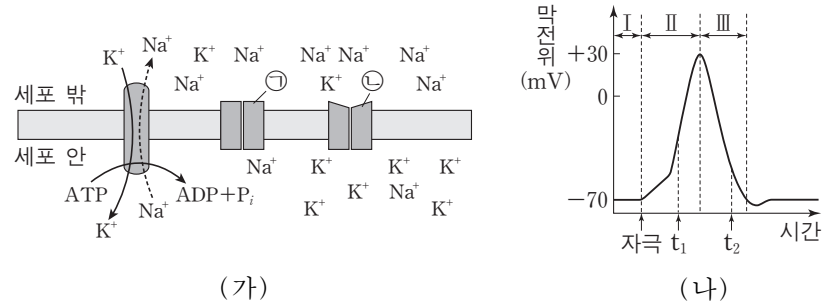 K⁺ Na⁺ K⁺ Na⁺ Na⁺ Na⁺ Na⁺
Na⁺ ㉠ K⁺ ㉡ Na⁺
세포 밖
세포 안
Na⁺ K⁺ K⁺ K⁺
ATP ADP+Pᵢ K⁺ Na⁺
Na⁺ K⁺ K⁺
K⁺
(가)
막전위
(mV)
Ⅰ Ⅱ Ⅲ
+30
0
-70
자극 t₁ t₂ 시간
(나)